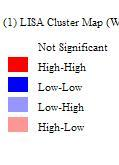 (1) LISA Cluster Map (W
Not Significant
High-High
Low-Low
Low-High
High-Low